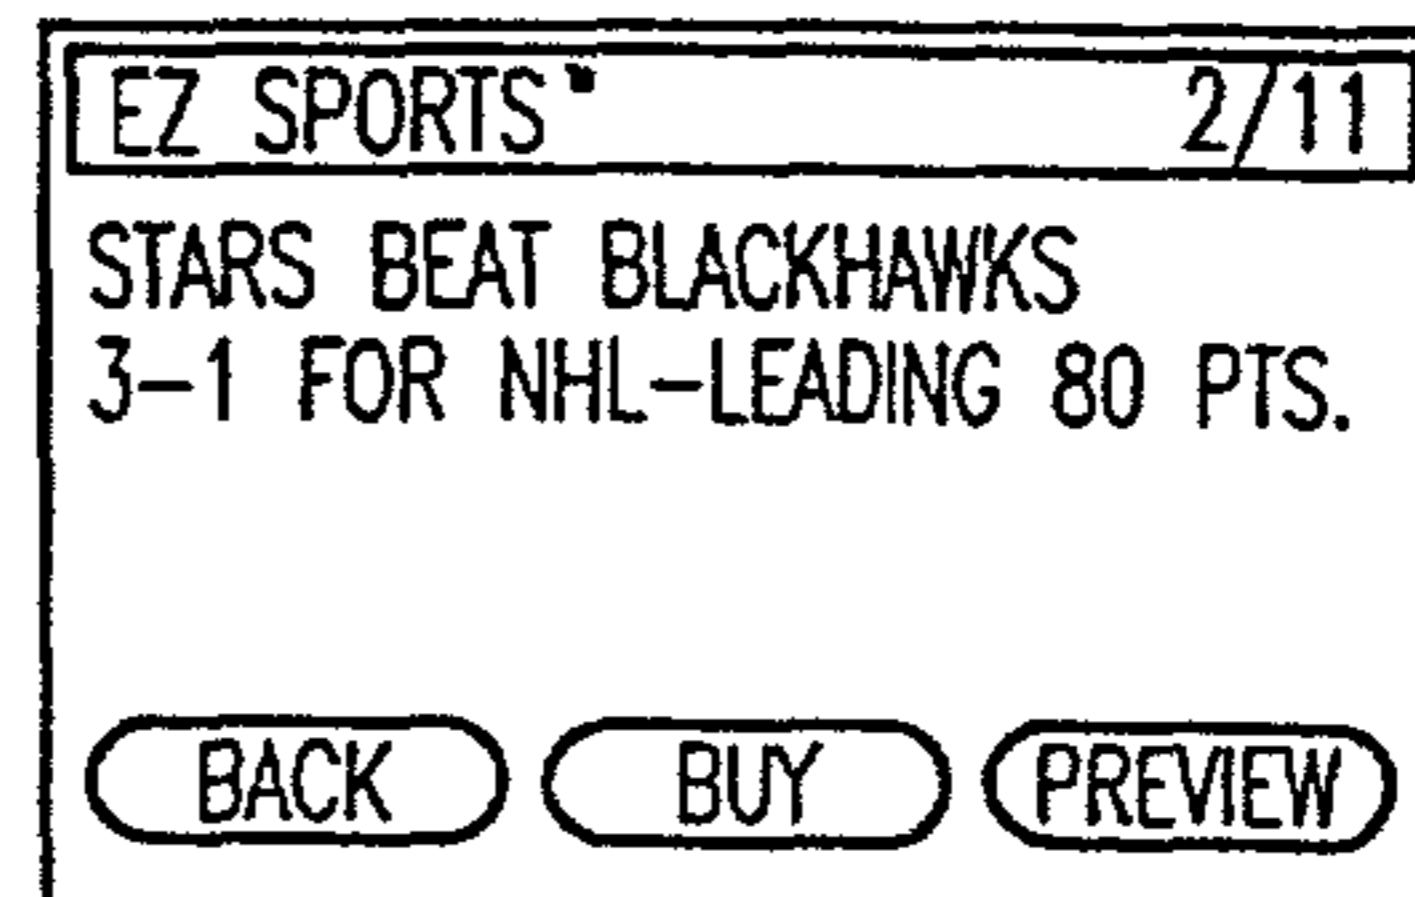 EZ SPORTS 2/11
STARS BEAT BLACKHAWKS
3-1 FOR NHL-LEADING 80 PTS.
BACK BUY PREVIEW